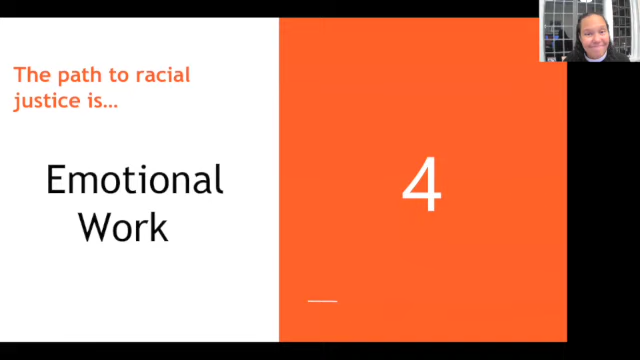 The path to racial
justice is...
Emotional
Work
4